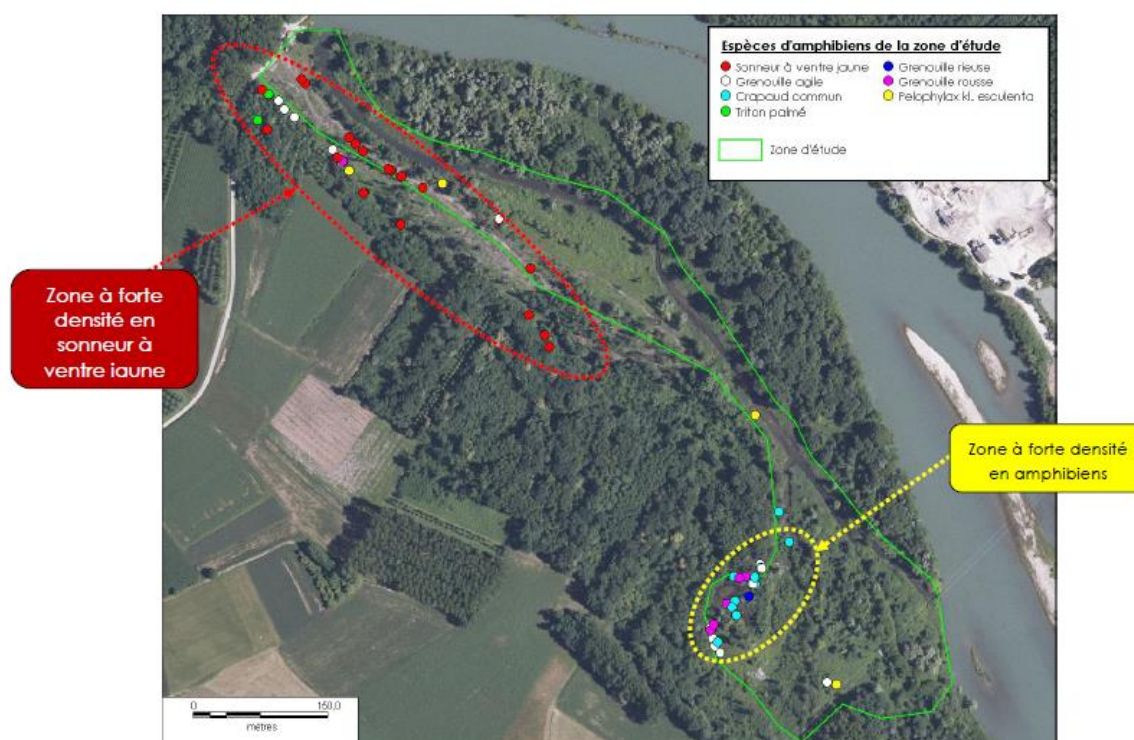 Espèces d'amphibiens de la zone d'étude
Sonneur à ventre jaune
Grenouille agile
Crapaud commun
Triton palmé
Grenouille rieuse
Grenouille rousse
Pelophylax kl. esculenta
Zone d'étude
Zone à forte
densité en
sonneur à
ventre jaune
Zone à forte densité
en amphibiens
0
150,0
mètres